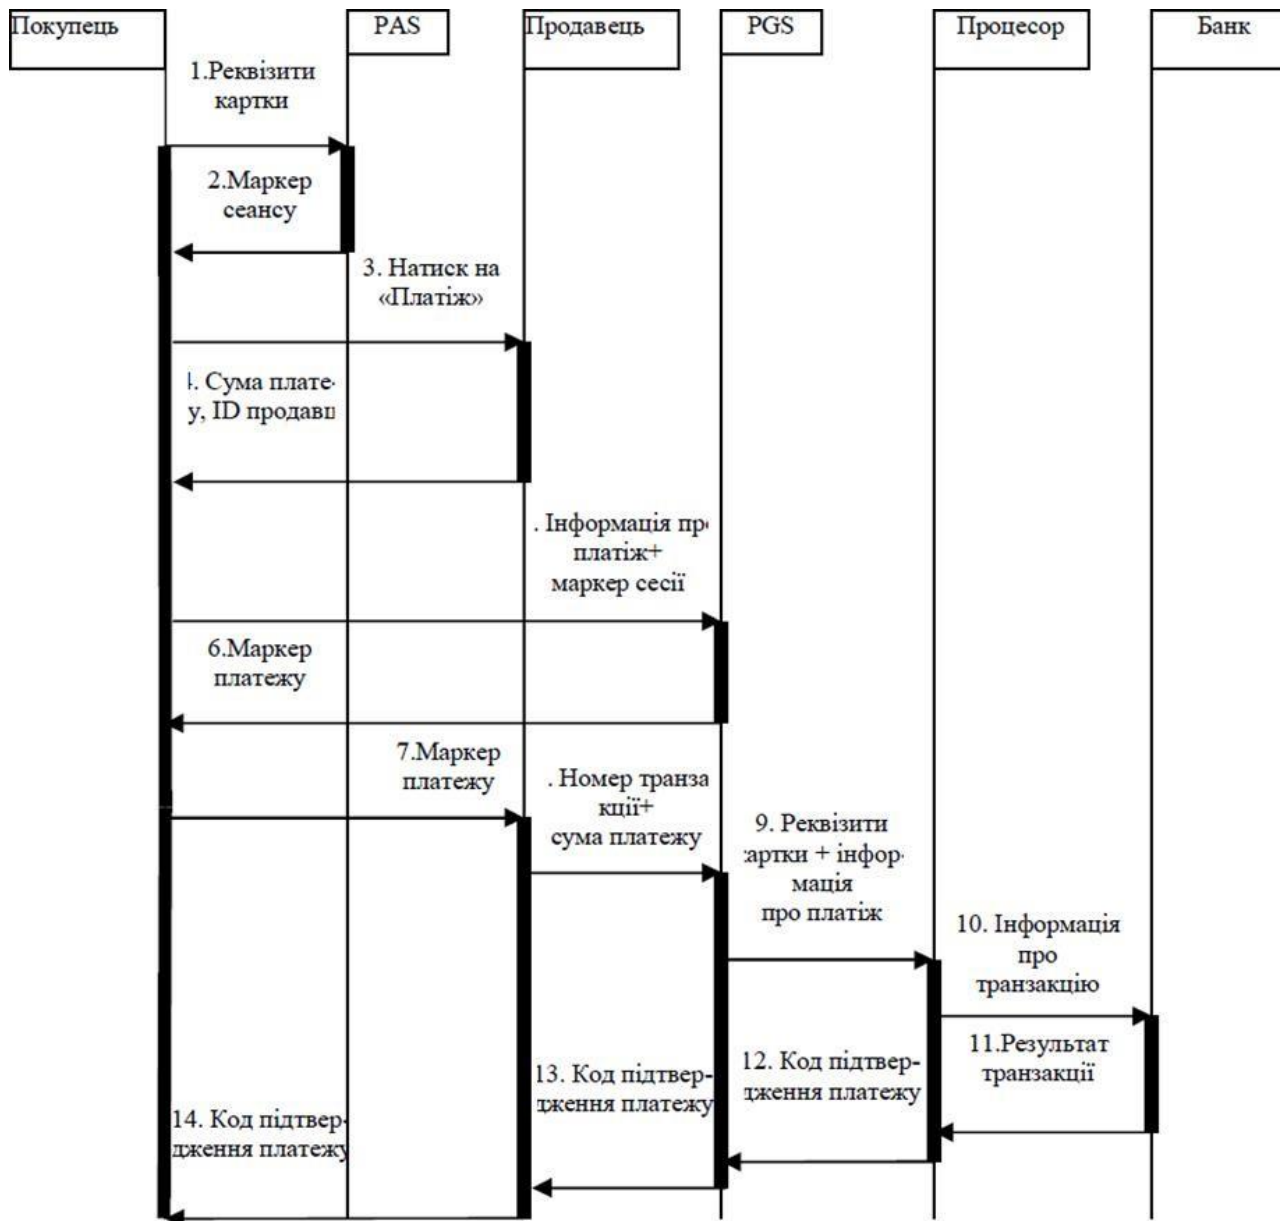 Покупець
PAS
Продавець
PGS
Процесор
Банк
1.Реквізити
картки
2.Маркер
сеансу
3. Натиск на
«Платіж»
. Сума плате-
у, ID продавц
. Інформація пр
платіж+
маркер сесії
6.Маркер
платежу
7.Маркер
платежу
. Номер транза
кції+
сума платежу
9. Реквізити
артки + інфор-
мація
про платіж
10. Інформація
про
транзакцію
11.Результат
транзакції
12. Код підтвер-
дження платежу
13. Код підтвер-
дження платежу
14. Код підтвер-
дження платежу